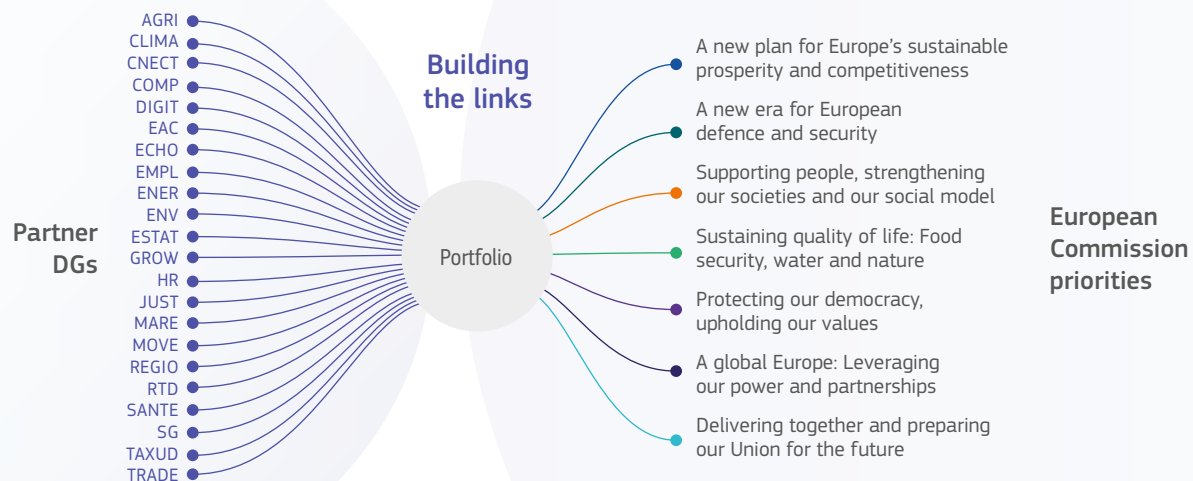 Partner
DGs
AGRI
CLIMA
CNECT
COMP
DIGIT
EAC
ECHO
EMPL
ENER
ENV
ESTAT
GROW
HR
JUST
MARE
MOVE
REGIO
RTD
SANTE
SG
TAXUD
TRADE
Building
the links
Portfolio
A new plan for Europe’s sustainable
prosperity and competitiveness
A new era for European
defence and security
Supporting people, strengthening
our societies and our social model
Sustaining quality of life: Food
security, water and nature
Protecting our democracy,
upholding our values
A global Europe: Leveraging
our power and partnerships
Delivering together and preparing
our Union for the future
European
Commission
priorities